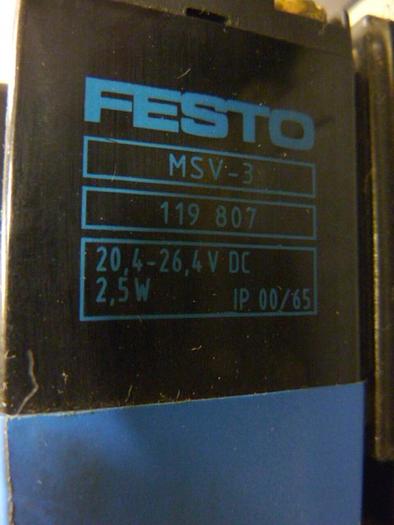 FESTO
MSV-3
119 807
20,4-26,4 V DC
2,5 W IP 00/65